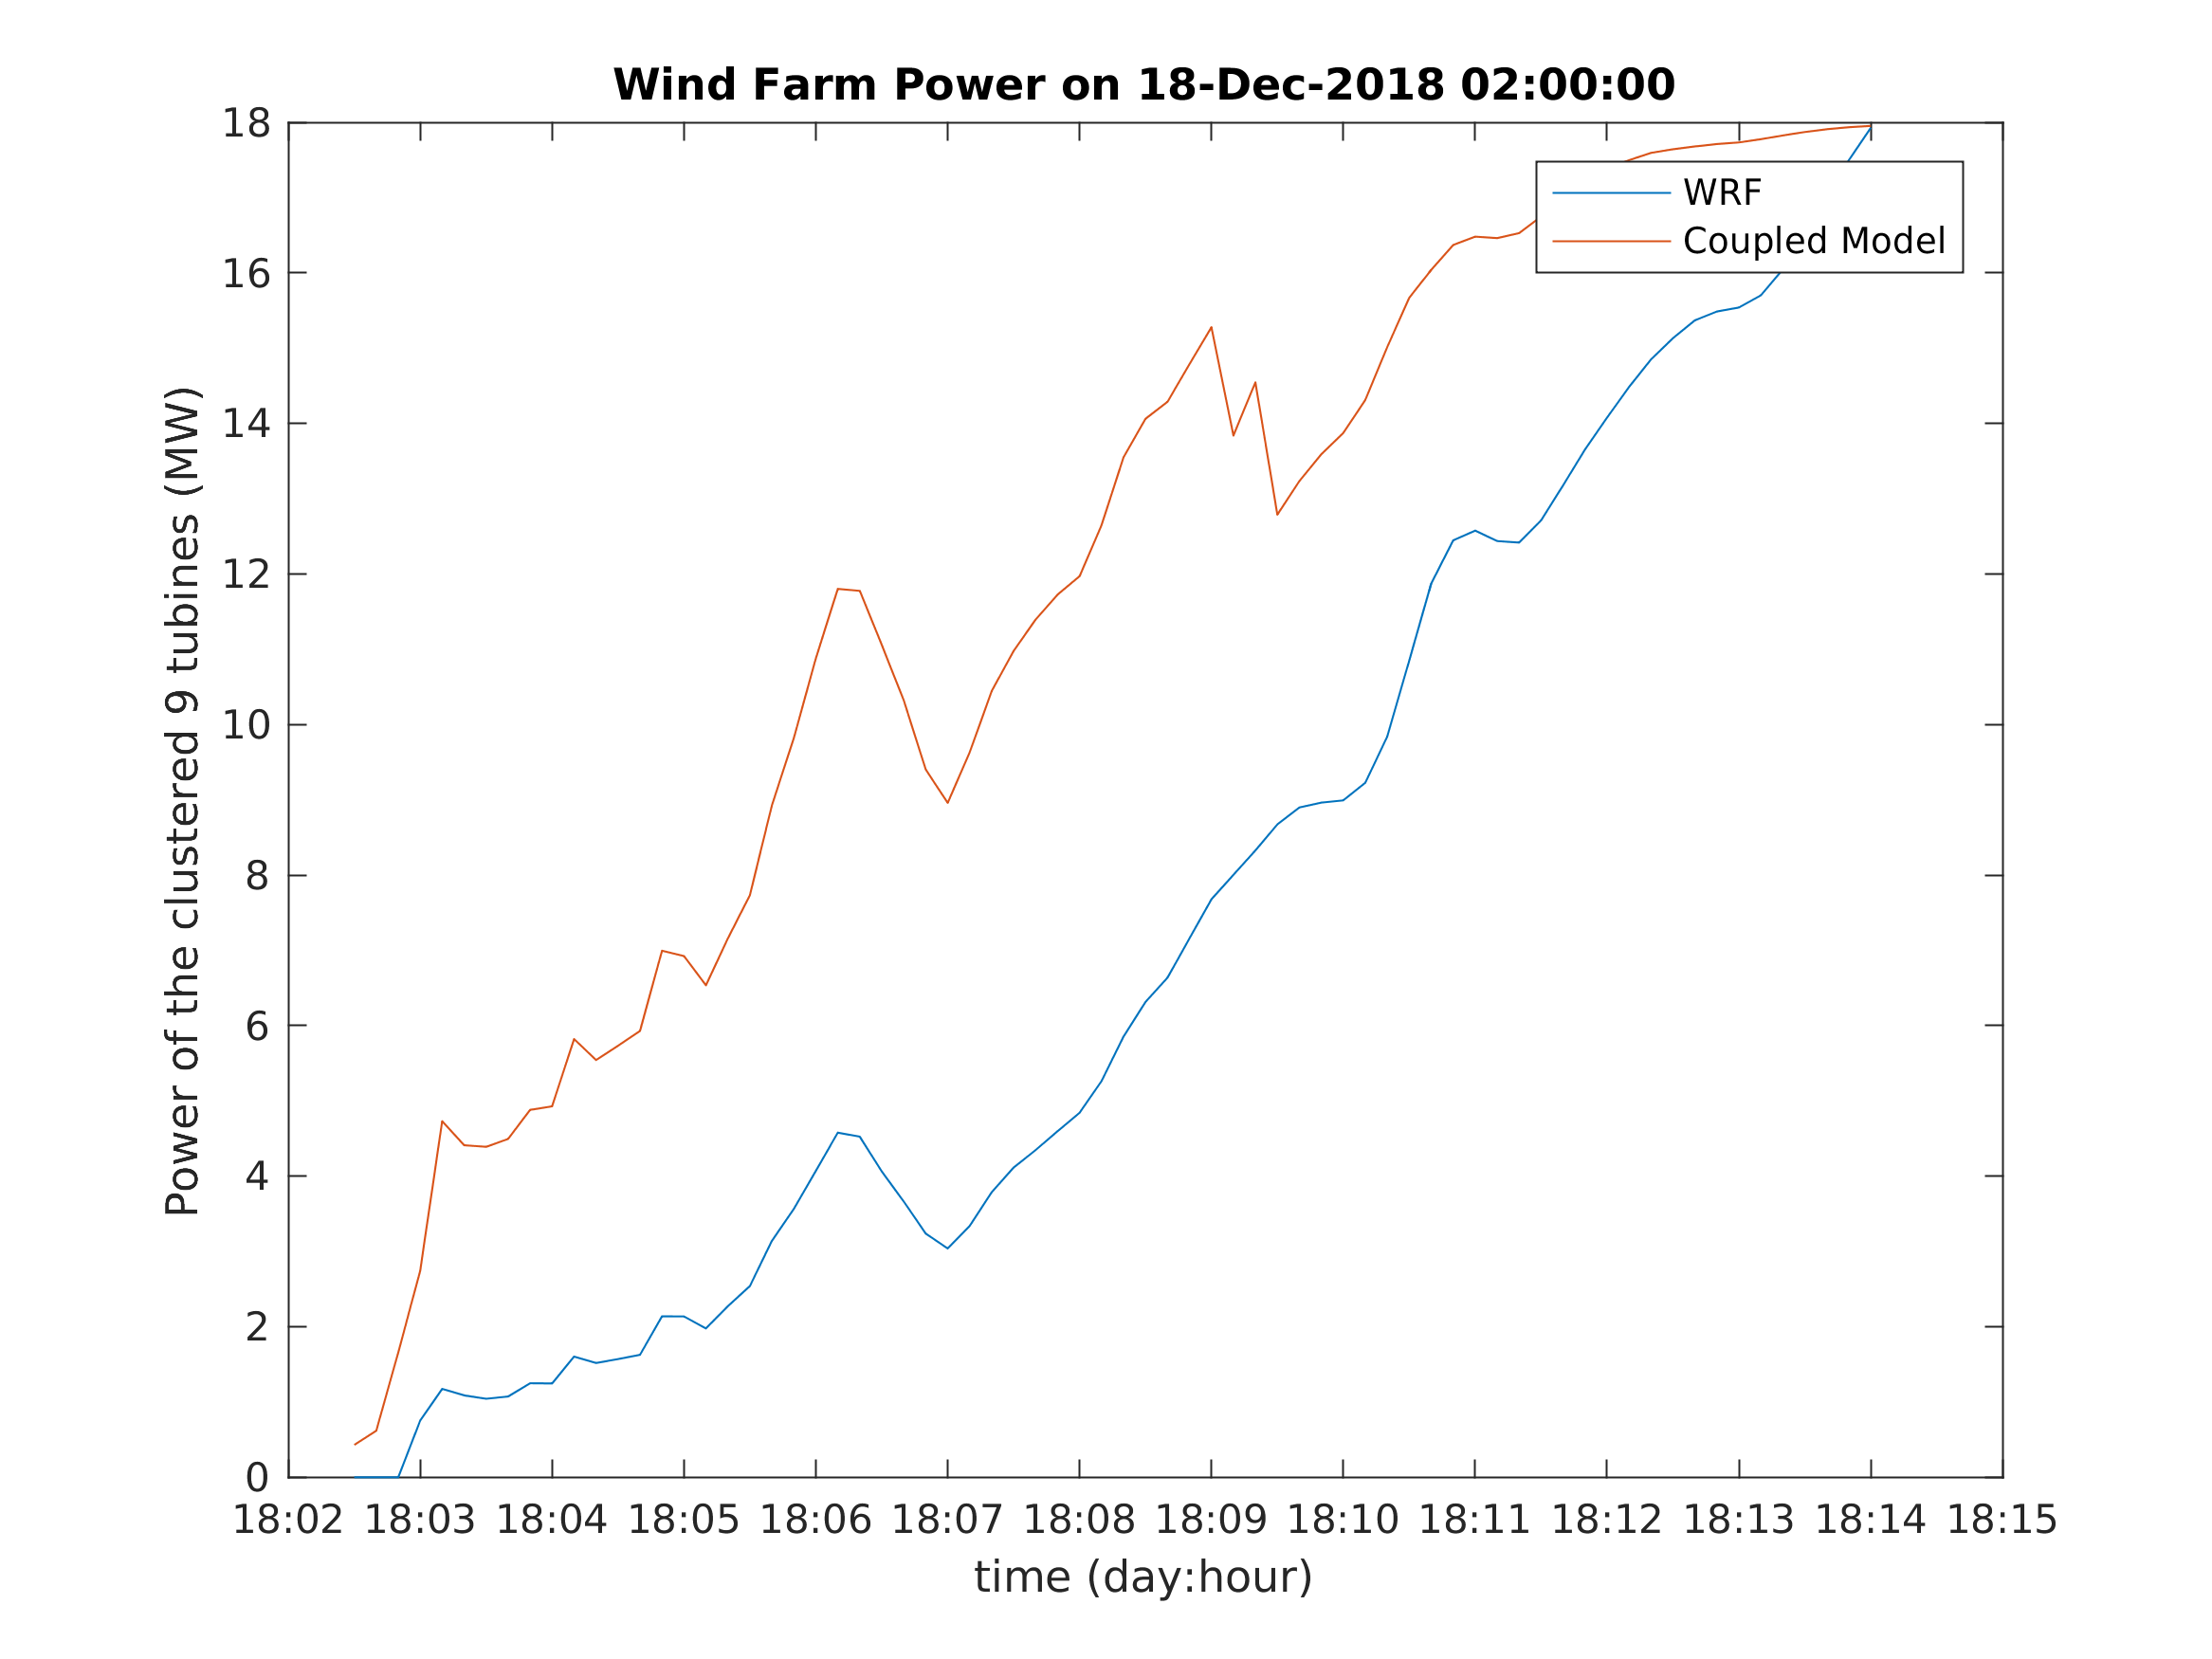 Wind Farm Power on 18-Dec-2018 02:00:00
18
16
14
12
10
8
6
4
2
0
Power of the clustered 9 tubines (MW)
WRF
Coupled Model
18:02 18:03 18:04 18:05 18:06 18:07 18:08 18:09 18:10 18:11 18:12 18:13 18:14 18:15
time (day:hour)